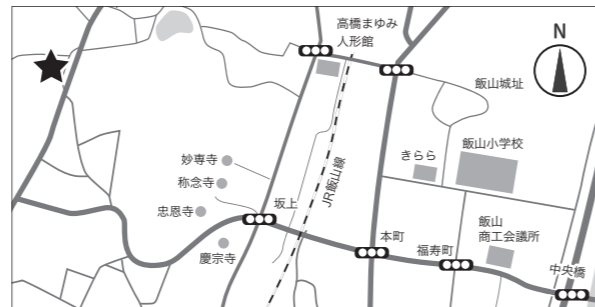 高橋まゆみ
人形館
N
飯山城址
飯山小学校
きらら
妙専寺
称念寺
JR飯山線
坂上
忠恩寺
飯山
商工会議所
本町
福寿町
慶宗寺
中央橋